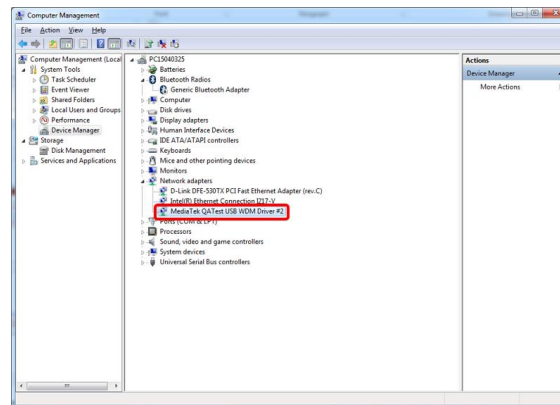 Computer Management
File Action View Help
Computer Management (Local
System Tools
Task Scheduler
Event Viewer
Shared Folders
Local Users and Groups
Performance
Device Manager
Storage
Disk Management
Services and Applications
PC15040325
Batteries
Bluetooth Radios
Generic Bluetooth Adapter
Computer
Disk drives
Display adapters
Human Interface Devices
IDE ATA/ATAPI controllers
Keyboards
Mice and other pointing devices
Monitors
Network adapters
D-Link DFE-530TX PCI Fast Ethernet Adapter (rev.C)
Intel(R) Ethernet Connection I217-V
MediaTek QATest USB WDM Driver #2
Ports (COM & LPT)
Processors
Sound, video and game controllers
System devices
Universal Serial Bus controllers
Actions
Device Manager
More Actions